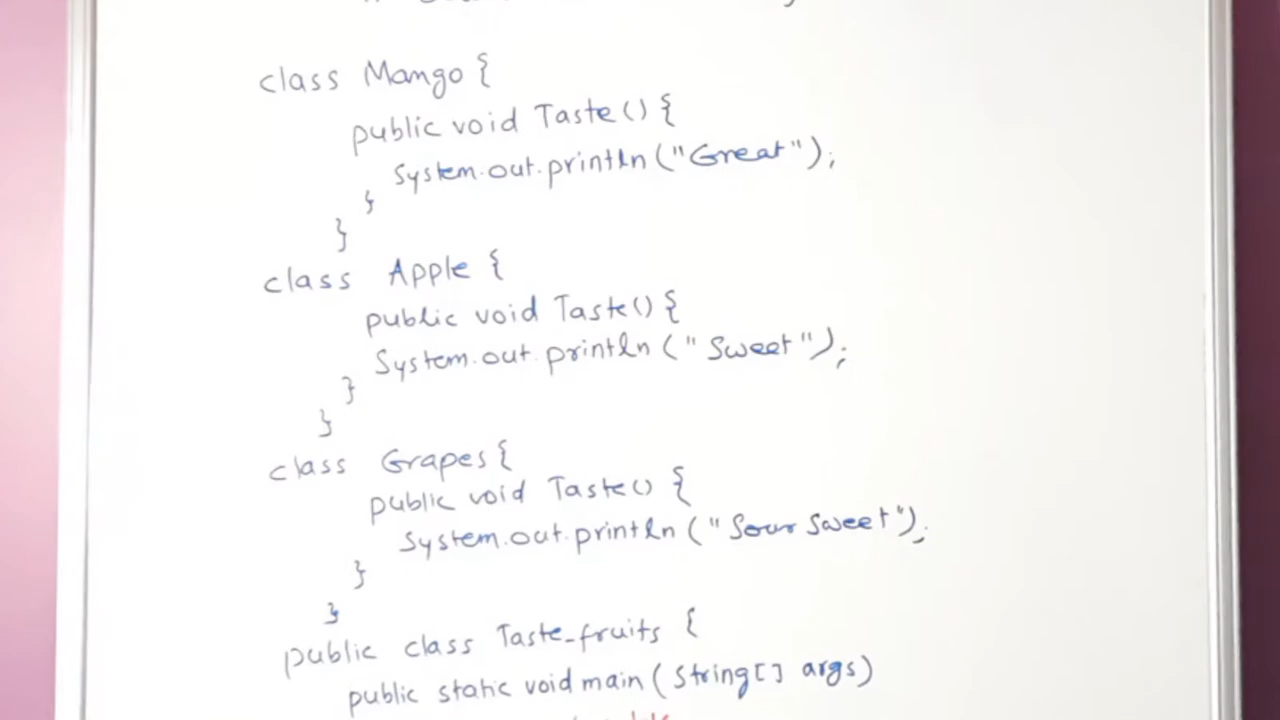 class Mango {
public void Taste () {
System.out.println ("Great");
}
}
class Apple {
public void Taste () {
System.out.println (" Sweet");
}
}
class Grapes {
public void Taste () {
System.out.println ("Sour Sweet");
}
}
public class Taste_fruits {
public static void main (String[] args)